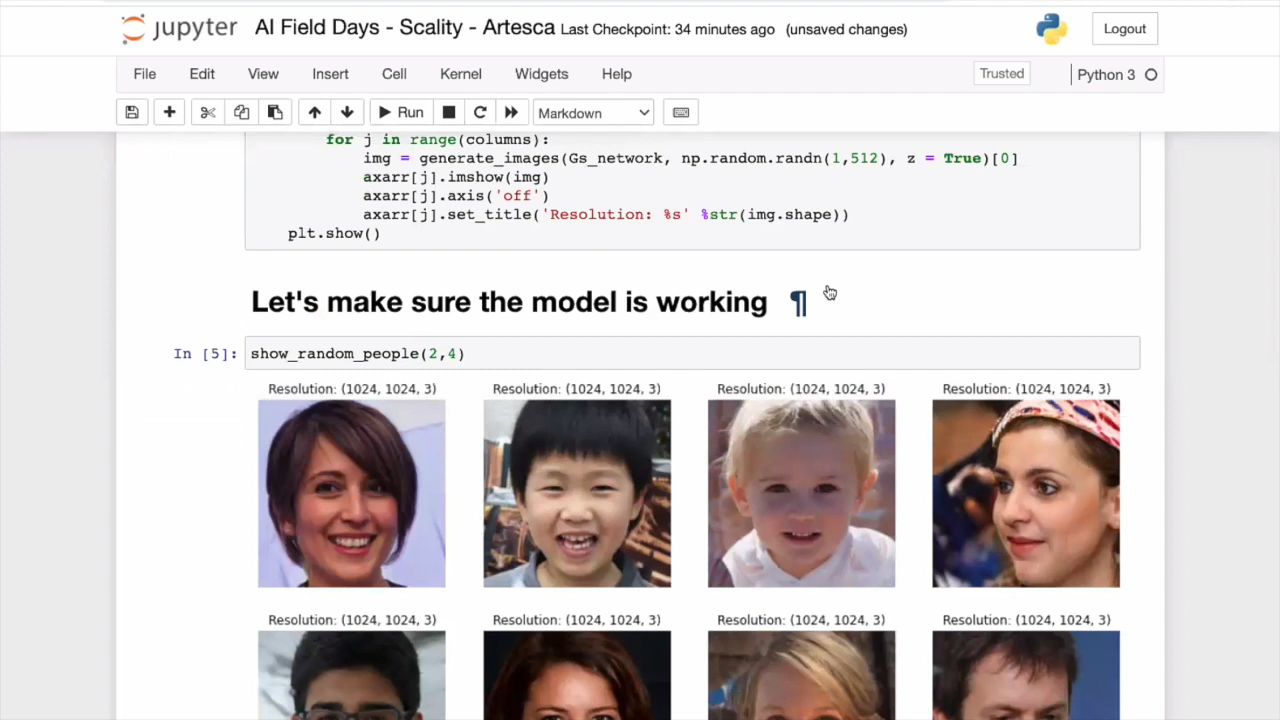 jupyter AI Field Days - Scality - Artesca Last Checkpoint: 34 minutes ago (unsaved changes) Logout
File Edit View Insert Cell Kernel Widgets Help Trusted Python 3
Run Markdown
for j in range(columns):
img = generate_images(Gs_network, np.random.randn(1,512), z = True)[0]
axarr[j].imshow(img)
axarr[j].axis('off')
axarr[j].set_title('Resolution: %s' %str(img.shape))
plt.show()
Let's make sure the model is working ¶
In [5]: show_random_people(2,4)
Resolution: (1024, 1024, 3) Resolution: (1024, 1024, 3) Resolution: (1024, 1024, 3) Resolution: (1024, 1024, 3)
Resolution: (1024, 1024, 3) Resolution: (1024, 1024, 3) Resolution: (1024, 1024, 3) Resolution: (1024, 1024, 3)